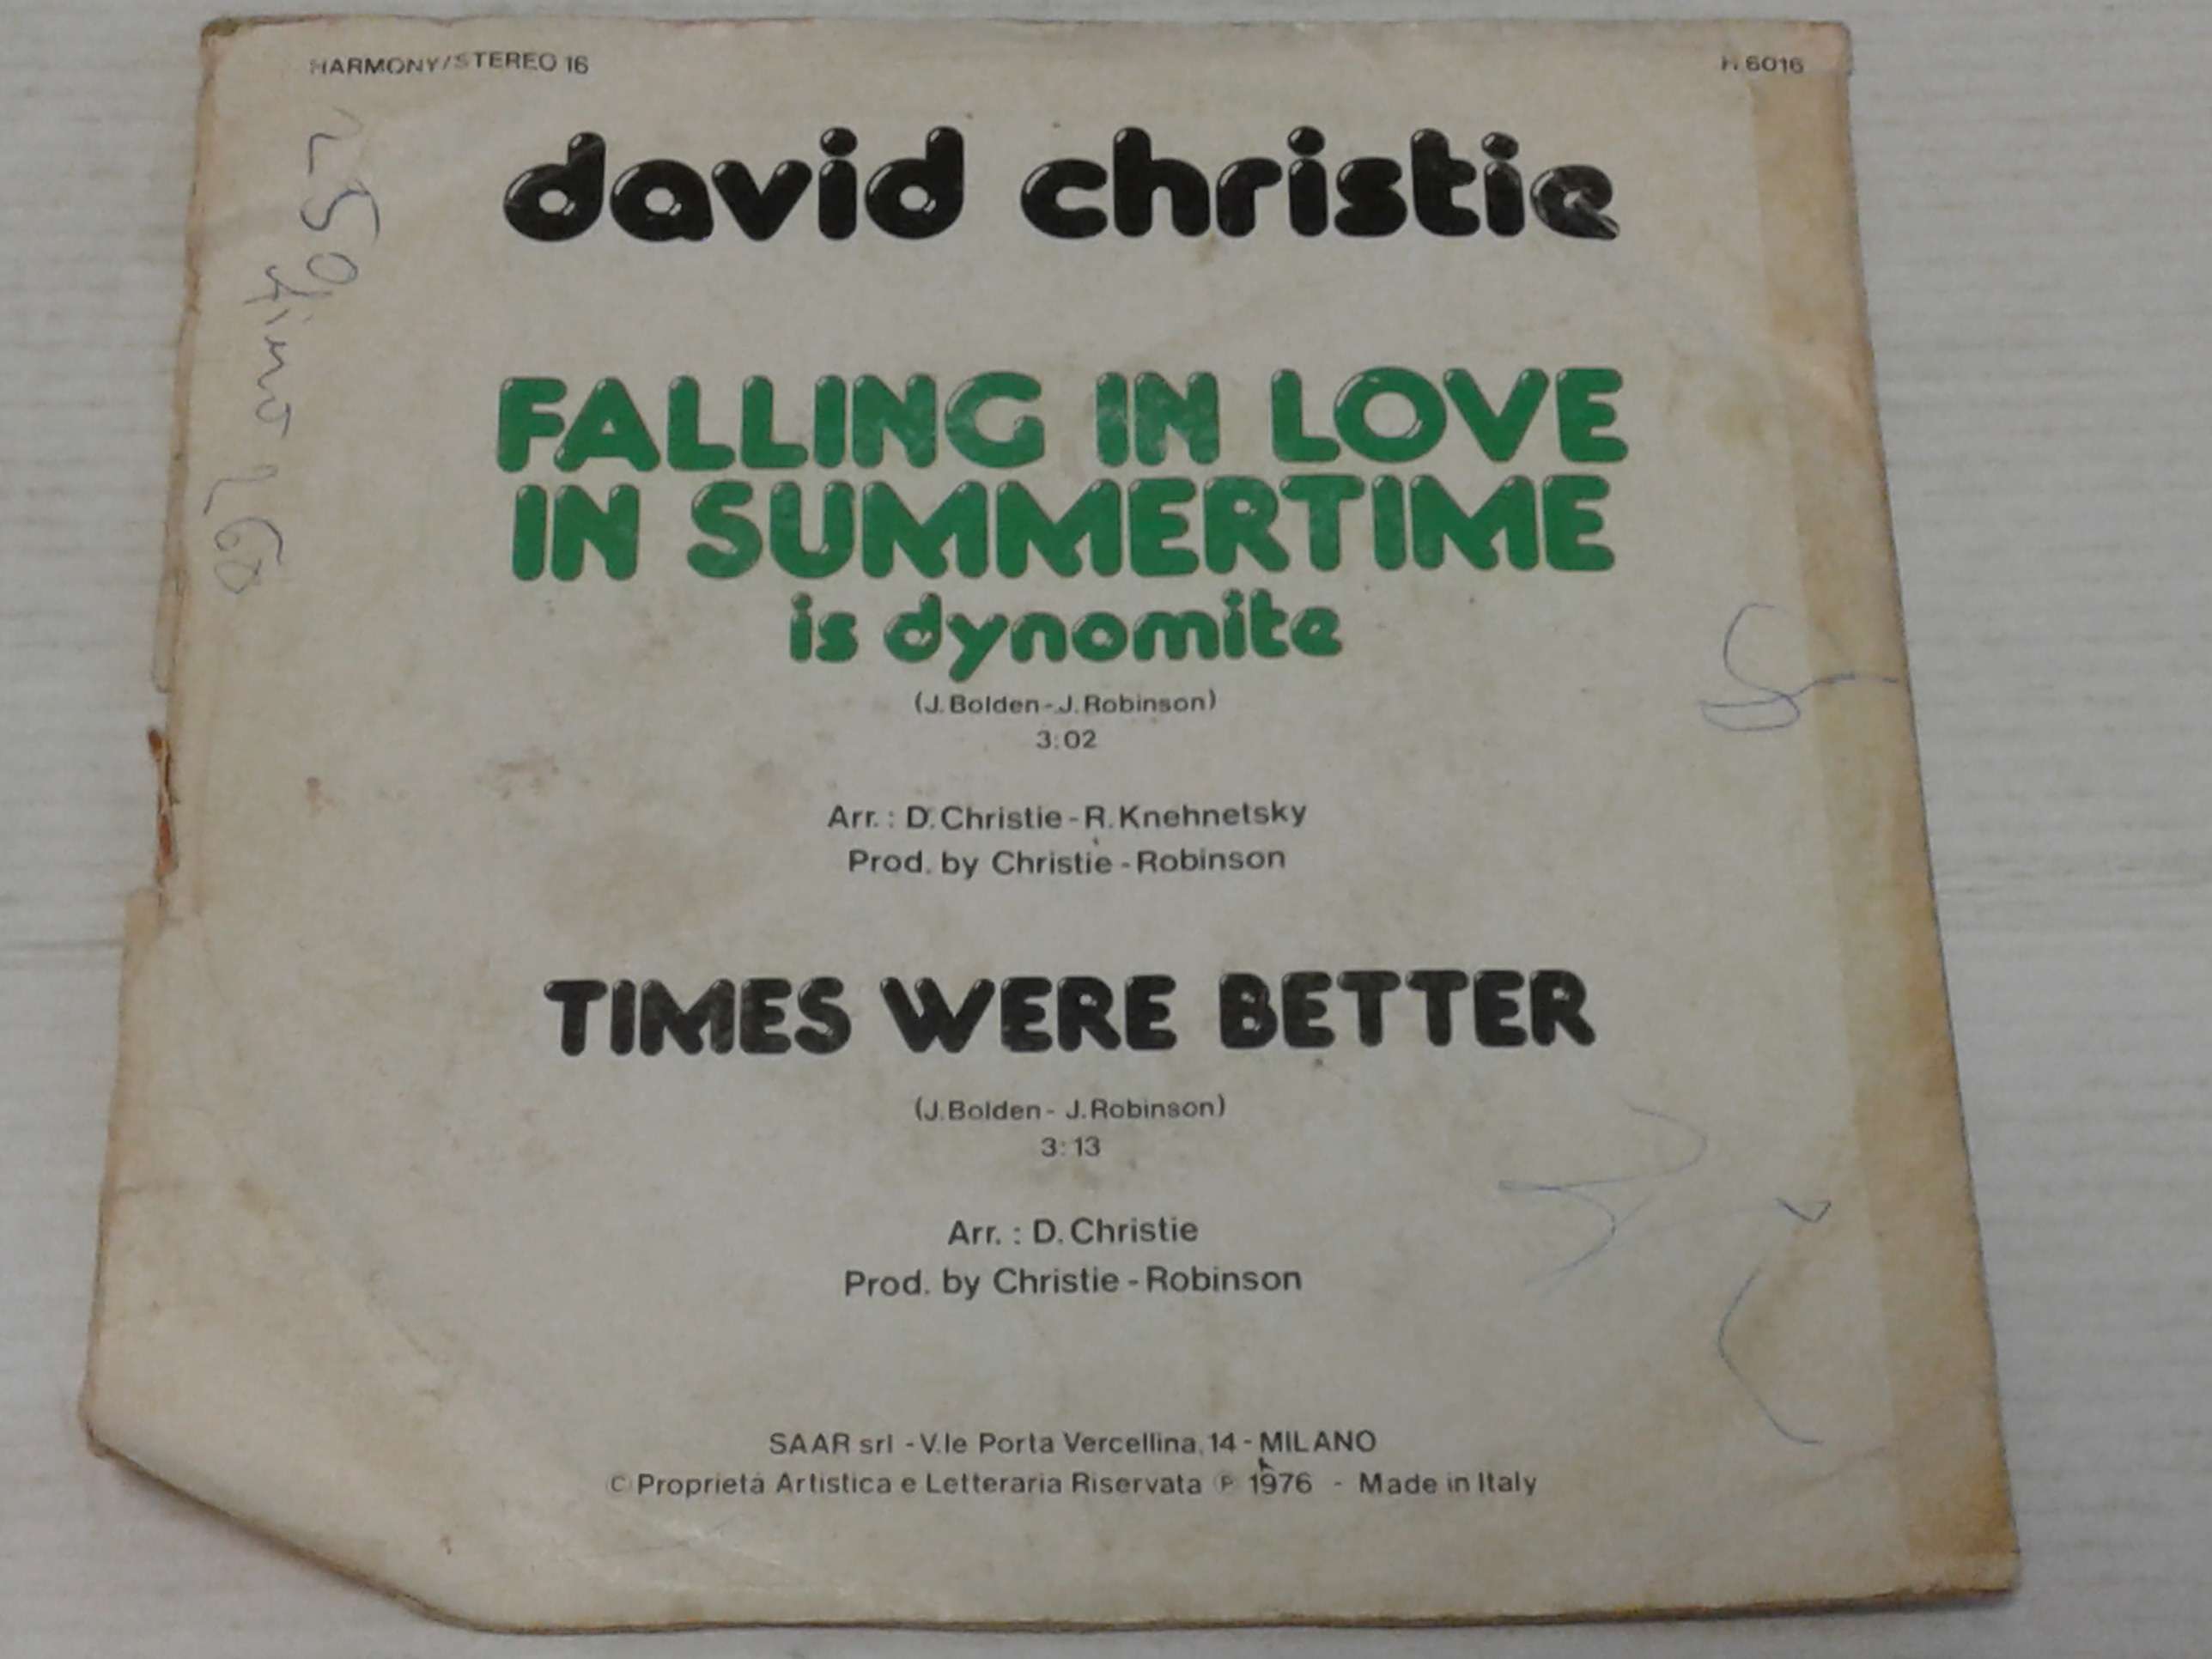 HARMONY/STEREO 16
H 6016
david christie
FALLING IN LOVE
IN SUMMERTIME
is dynomite
(J. Bolden - J. Robinson)
3:02
Arr. : D. Christie - R. Knehnetsky
Prod. by Christie - Robinson
TIMES WERE BETTER
(J. Bolden - J. Robinson)
3:13
Arr. : D. Christie
Prod. by Christie - Robinson
SAAR srl - V.le Porta Vercellina, 14 - MILANO
© Proprietá Artistica e Letteraria Riservata ℗ 1976 - Made in Italy